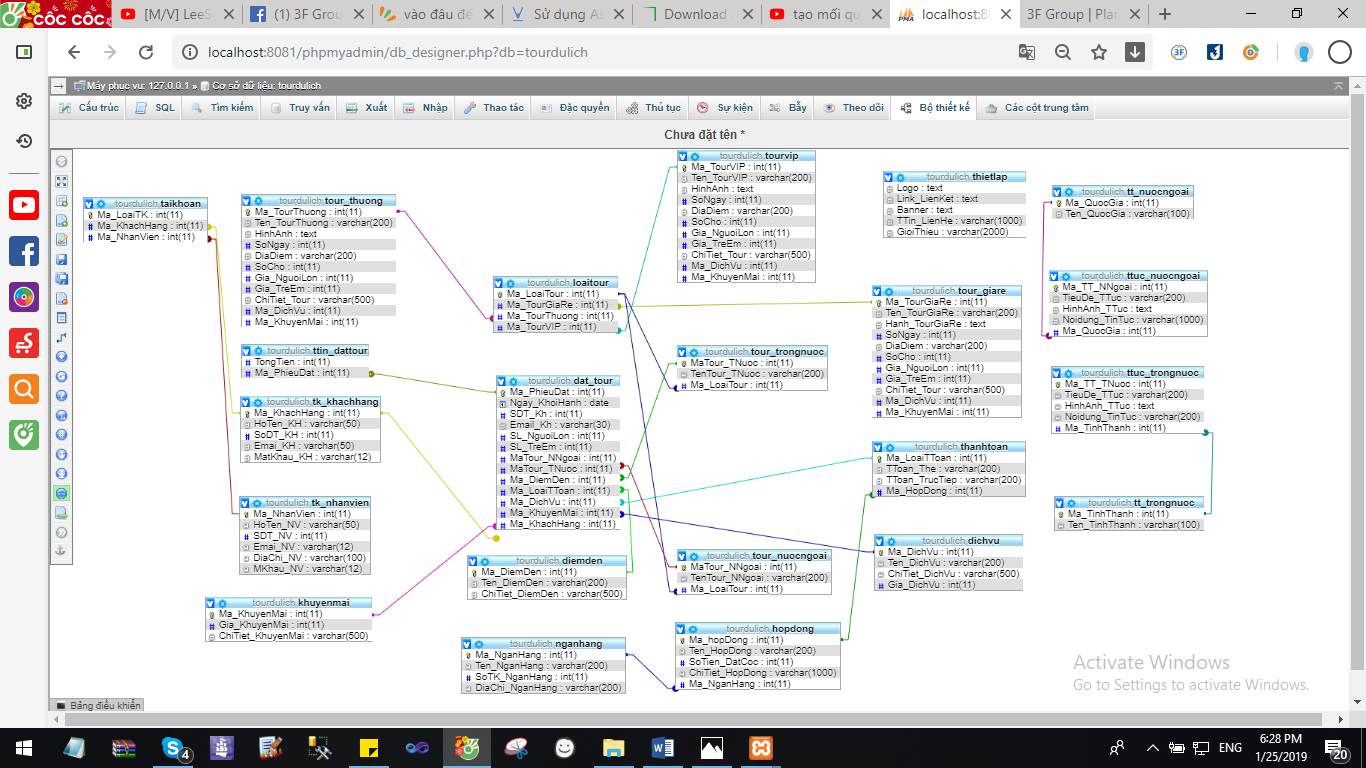 cốc cốc
[M/V] LeeS
(1) 3F Group
vào đâu để
Sử dụng As
Download
tạo mối qu
localhost:80
3F Group | Plan
localhost:8081/phpmyadmin/db_designer.php?db=tourdulich
Máy phục vụ: 127.0.0.1 » Cơ sở dữ liệu: tourdulich
Cấu trúc
SQL
Tìm kiếm
Truy vấn
Xuất
Nhập
Thao tác
Đặc quyền
Thủ tục
Sự kiện
Bẫy
Theo dõi
Bộ thiết kế
Các cột trung tâm
Chưa đặt tên *
tourdulich taikhoan
Ma_LoaiTK : int(11)
Ma_KhachHang : int(11)
Ma_NhanVien : int(11)
tourdulich tour_thuong
Ma_TourThuong : int(11)
Ten_TourThuong : varchar(200)
HinhAnh : text
SoNgay : int(11)
DiaDiem : varchar(200)
SoCho : int(11)
Gia_NguoiLon : int(11)
Gia_TreEm : int(11)
ChiTiet_Tour : varchar(500)
Ma_DichVu : int(11)
Ma_KhuyenMai : int(11)
tourdulich ttin_dattour
TongTien : int(11)
Ma_PhieuDat : int(11)
tourdulich tk_khachhang
Ma_KhachHang : int(11)
HoTen_KH : varchar(50)
SoDT_KH : int(11)
Emai_KH : varchar(50)
MatKhau_KH : varchar(12)
tourdulich tk_nhanvien
Ma_NhanVien : int(11)
HoTen_NV : varchar(50)
SDT_NV : int(11)
Emai_NV : varchar(12)
DiaChi_NV : varchar(100)
MKhau_NV : varchar(12)
tourdulich khuyenmai
Ma_KhuyenMai : int(11)
Gia_KhuyenMai : int(11)
ChiTiet_KhuyenMai : varchar(500)
tourdulich loaitour
Ma_LoaiTour : int(11)
Ma_TourGiaRe : int(11)
Ma_TourThuong : int(11)
Ma_TourVIP : int(11)
tourdulich dat_tour
Ma_PhieuDat : int(11)
Ngay_KhoiHanh : date
SDT_Kh : int(11)
Email_Kh : varchar(30)
SL_NguoiLon : int(11)
SL_TreEm : int(11)
MaTour_NNgoai : int(11)
MaTour_TNuoc : int(11)
Ma_DiemDen : int(11)
Ma_LoaiTToan : int(11)
Ma_DichVu : int(11)
Ma_KhuyenMai : int(11)
Ma_KhachHang : int(11)
tourdulich diemden
Ma_DiemDen : int(11)
Ten_DiemDen : varchar(200)
ChiTiet_DiemDen : varchar(500)
tourdulich nganhang
Ma_NganHang : int(11)
Ten_NganHang : varchar(200)
SoTK_NganHang : int(11)
DiaChi_NganHang : varchar(200)
tourdulich tourvip
Ma_TourVIP : int(11)
Ten_TourVIP : varchar(200)
HinhAnh : text
SoNgay : int(11)
DiaDiem : varchar(200)
SoCho : int(11)
Gia_NguoiLon : int(11)
Gia_TreEm : int(11)
ChiTiet_Tour : varchar(500)
Ma_DichVu : int(11)
Ma_KhuyenMai : int(11)
tourdulich tour_trongnuoc
MaTour_TNuoc : int(11)
TenTour_TNuoc : varchar(200)
Ma_LoaiTour : int(11)
tourdulich tour_nuocngoai
MaTour_NNgoai : int(11)
TenTour_NNgoai : varchar(200)
Ma_LoaiTour : int(11)
tourdulich hopdong
Ma_hopDong : int(11)
Ten_HopDong : varchar(200)
SoTien_DatCoc : int(11)
ChiTiet_HopDong : varchar(1000)
Ma_NganHang : int(11)
tourdulich thietlap
Logo : text
Link_LienKet : text
Banner : text
TTin_LienHe : varchar(1000)
GioiThieu : varchar(2000)
tourdulich tour_giare
Ma_TourGiaRe : int(11)
Ten_TourGiaRe : varchar(200)
Hanh_TourGiaRe : text
SoNgay : int(11)
DiaDiem : varchar(200)
SoCho : int(11)
Gia_NguoiLon : int(11)
Gia_TreEm : int(11)
ChiTiet_Tour : varchar(500)
Ma_DichVu : int(11)
Ma_KhuyenMai : int(11)
tourdulich thanhtoan
Ma_LoaiTToan : int(11)
TToan_The : varchar(200)
TToan_TrucTiep : varchar(200)
Ma_HopDong : int(11)
tourdulich dichvu
Ma_DichVu : int(11)
Ten_DichVu : varchar(200)
ChiTiet_DichVu : varchar(500)
Gia_DichVu : int(11)
tourdulich tt_nuocngoai
Ma_QuocGia : int(11)
Ten_QuocGia : varchar(100)
tourdulich ttuc_nuocngoai
Ma_TT_NNgoai : int(11)
TieuDe_TTuc : varchar(200)
HinhAnh_TTuc : text
Noidung_TinTuc : varchar(1000)
Ma_QuocGia : int(11)
tourdulich ttuc_trongnuoc
Ma_TT_TNuoc : int(11)
TieuDe_TTuc : varchar(200)
HinhAnh_TTuc : text
Noidung_TinTuc : varchar(200)
Ma_TinhThanh : int(11)
tourdulich tt_trongnuoc
Ma_TinhThanh : int(11)
Ten_TinhThanh : varchar(100)
Activate Windows
Go to Settings to activate Windows.
Bảng điều khiển
4
ENG
6:28 PM
1/25/2019
20